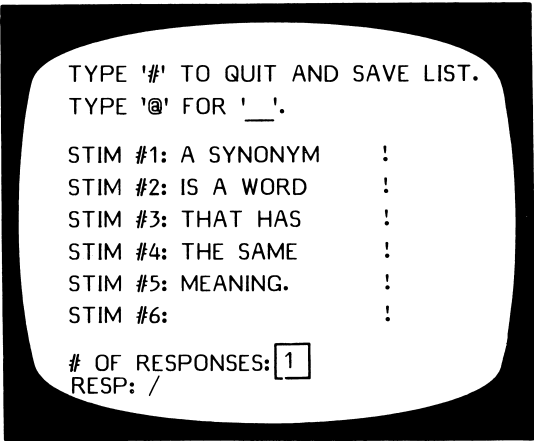 TYPE '#' TO QUIT AND SAVE LIST.
TYPE '@' FOR '__'.
STIM #1: A SYNONYM !
STIM #2: IS A WORD !
STIM #3: THAT HAS !
STIM #4: THE SAME !
STIM #5: MEANING. !
STIM #6: !
# OF RESPONSES: 1
RESP: /